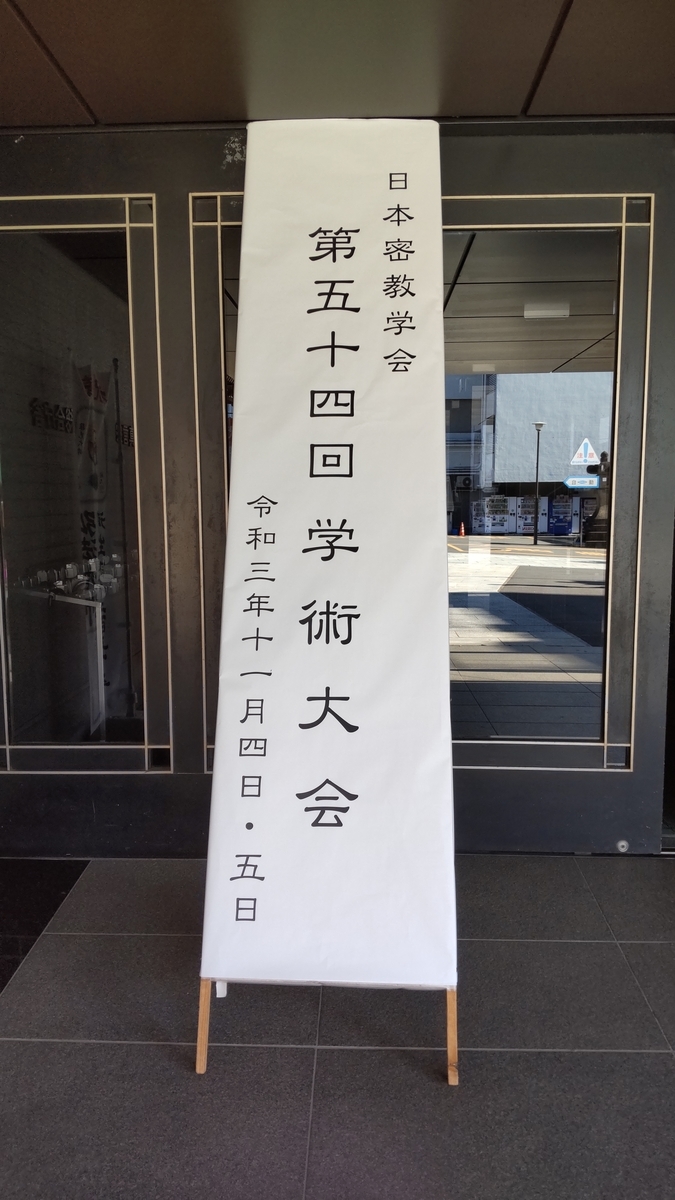 日本密教学会
第五十四回学術大会
令和三年十一月四日・五日